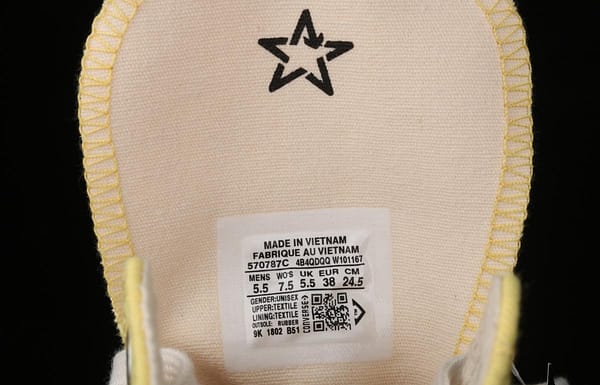 MADE IN VIETNAM
FABRIQUE AU VIETNAM
570787C 4B4QDQQ W101167
MENS WO'S UK EUR CM
5.5 7.5 5.5 38 24.5
GENDER:UNISEX
UPPER:TEXTILE
LINING:TEXTILE
OUTSOLE: RUBBER
9K 1802 B51
CONVERSE